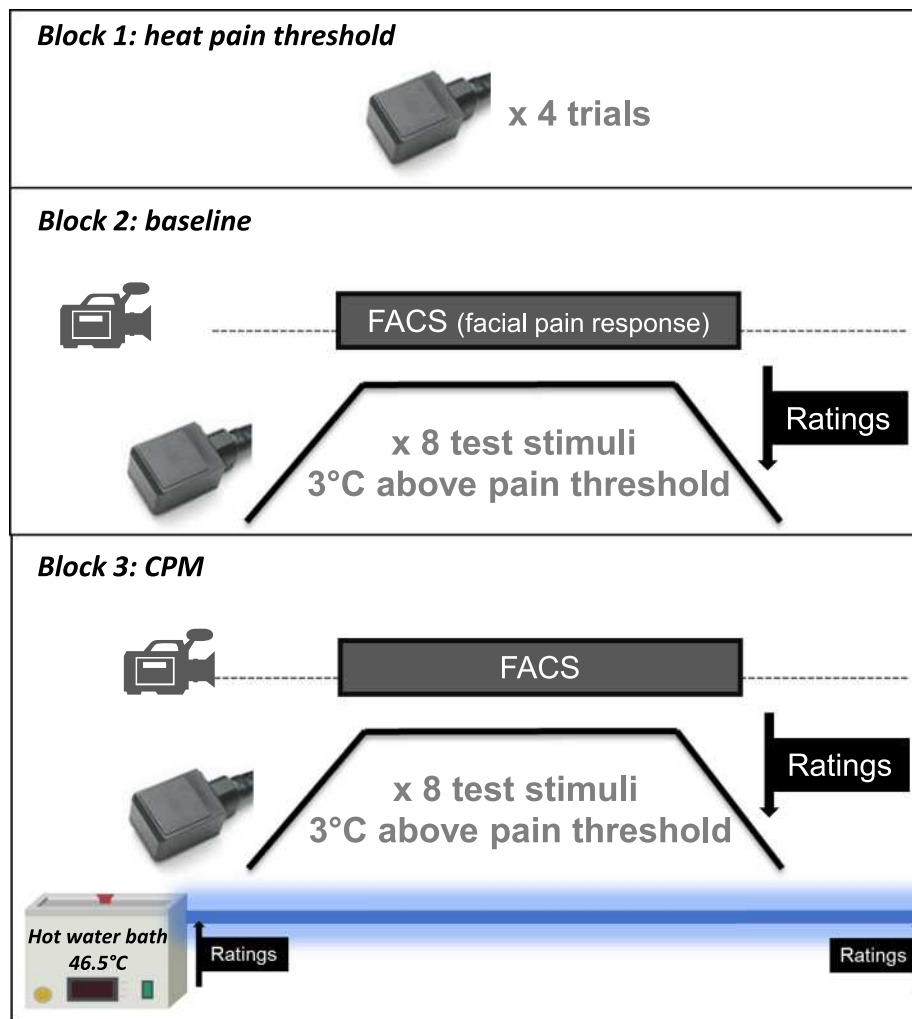 Block 1: heat pain threshold
x 4 trials
Block 2: baseline
FACS (facial pain response)
Ratings
x 8 test stimuli
3°C above pain threshold
Block 3: CPM
FACS
Ratings
x 8 test stimuli
3°C above pain threshold
Hot water bath
46.5°C
Ratings
Ratings